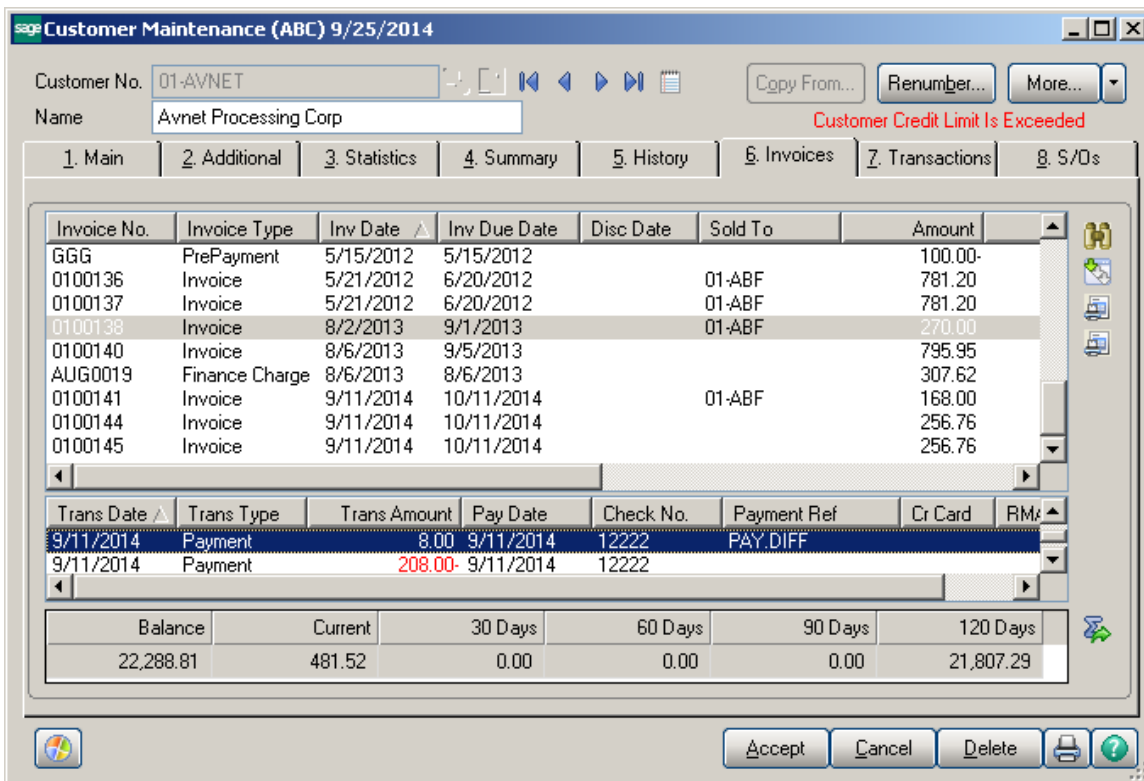 sage Customer Maintenance (ABC) 9/25/2014
Customer No. 01-AVNET Copy From... Renumber... More...
Name Avnet Processing Corp Customer Credit Limit Is Exceeded
1. Main 2. Additional 3. Statistics 4. Summary 5. History 6. Invoices 7. Transactions 8. S/Os
Invoice No. Invoice Type Inv Date Inv Due Date Disc Date Sold To Amount
GGG PrePayment 5/15/2012 5/15/2012 100.00-
0100136 Invoice 5/21/2012 6/20/2012 01-ABF 781.20
0100137 Invoice 5/21/2012 6/20/2012 01-ABF 781.20
0100138 Invoice 8/2/2013 9/1/2013 01-ABF 270.00
0100140 Invoice 8/6/2013 9/5/2013 795.95
AUG0019 Finance Charge 8/6/2013 8/6/2013 307.62
0100141 Invoice 9/11/2014 10/11/2014 01-ABF 168.00
0100144 Invoice 9/11/2014 10/11/2014 256.76
0100145 Invoice 9/11/2014 10/11/2014 256.76
Trans Date Trans Type Trans Amount Pay Date Check No. Payment Ref Cr Card RMA
9/11/2014 Payment 8.00 9/11/2014 12222 PAY.DIFF
9/11/2014 Payment 208.00- 9/11/2014 12222
Balance Current 30 Days 60 Days 90 Days 120 Days
22,288.81 481.52 0.00 0.00 0.00 21,807.29
Accept Cancel Delete